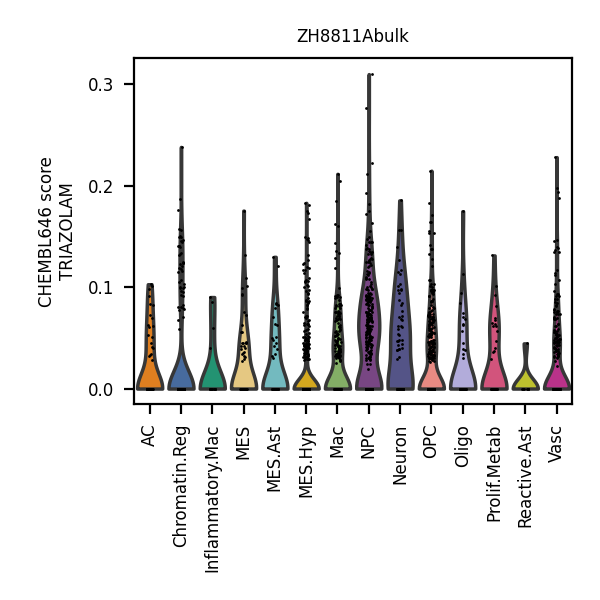 ZH8811Abulk
CHEMBL646 score
TRIAZOLAM
0.3
0.2
0.1
0.0
AC
Chromatin.Reg
Inflammatory.Mac
MES
MES.Ast
MES.Hyp
Mac
NPC
Neuron
OPC
Oligo
Prolif.Metab
Reactive.Ast
Vasc